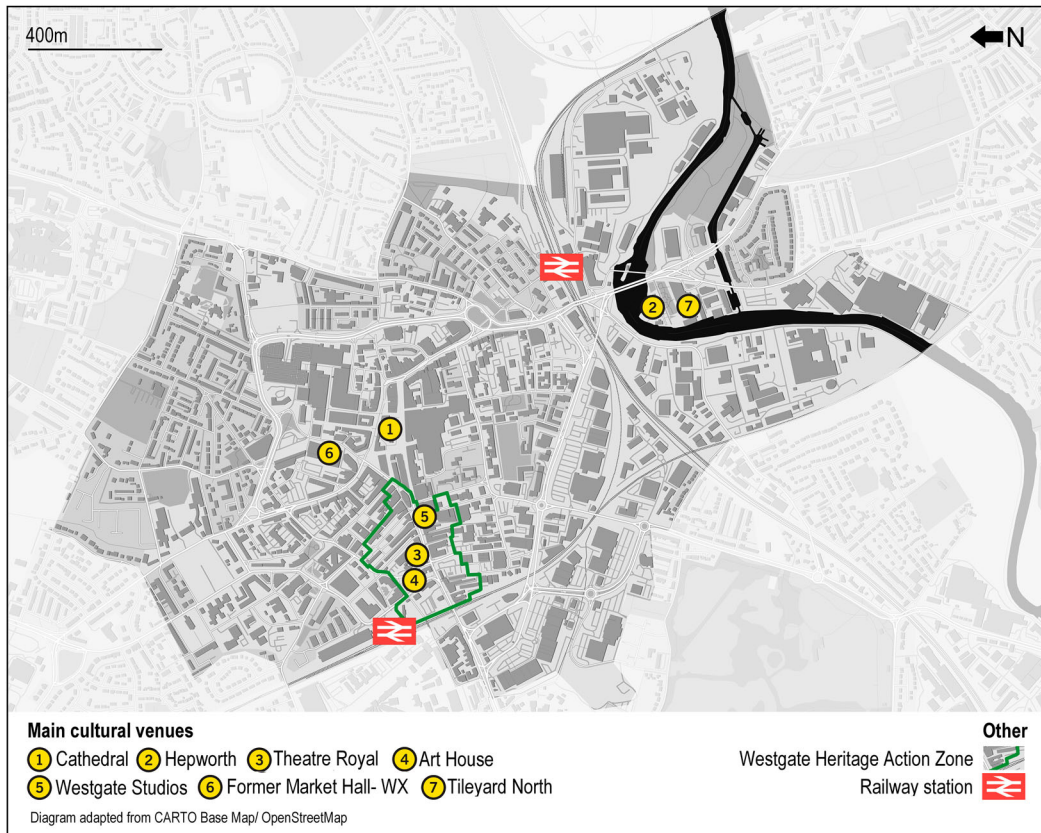 400m
N
2
7
1
6
5
3
4
Main cultural venues
1 Cathedral 2 Hepworth 3 Theatre Royal 4 Art House
5 Westgate Studios 6 Former Market Hall- WX 7 Tileyard North
Diagram adapted from CARTO Base Map/ OpenStreetMap
Other
Westgate Heritage Action Zone
Railway station